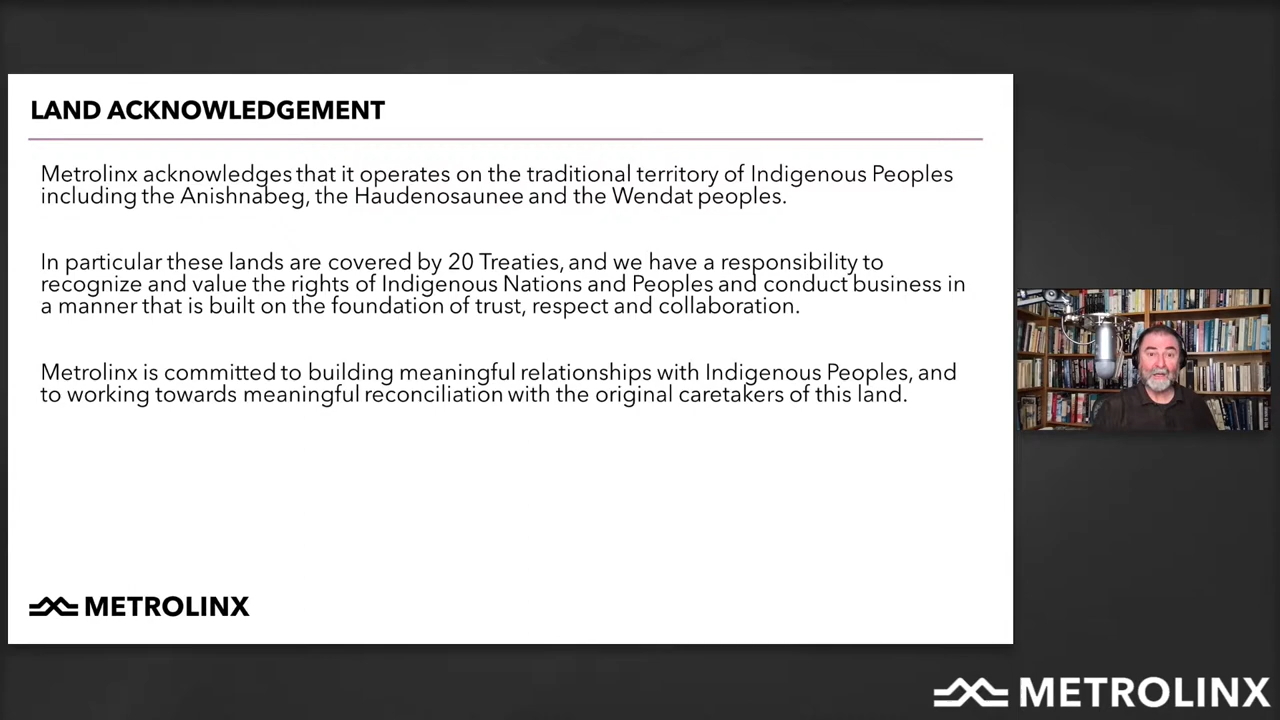 LAND ACKNOWLEDGEMENT
Metrolinx acknowledges that it operates on the traditional territory of Indigenous Peoples
including the Anishnabeg, the Haudenosaunee and the Wendat peoples.
In particular these lands are covered by 20 Treaties, and we have a responsibility to
recognize and value the rights of Indigenous Nations and Peoples and conduct business in
a manner that is built on the foundation of trust, respect and collaboration.
Metrolinx is committed to building meaningful relationships with Indigenous Peoples, and
to working towards meaningful reconciliation with the original caretakers of this land.
METROLINX
METROLINX